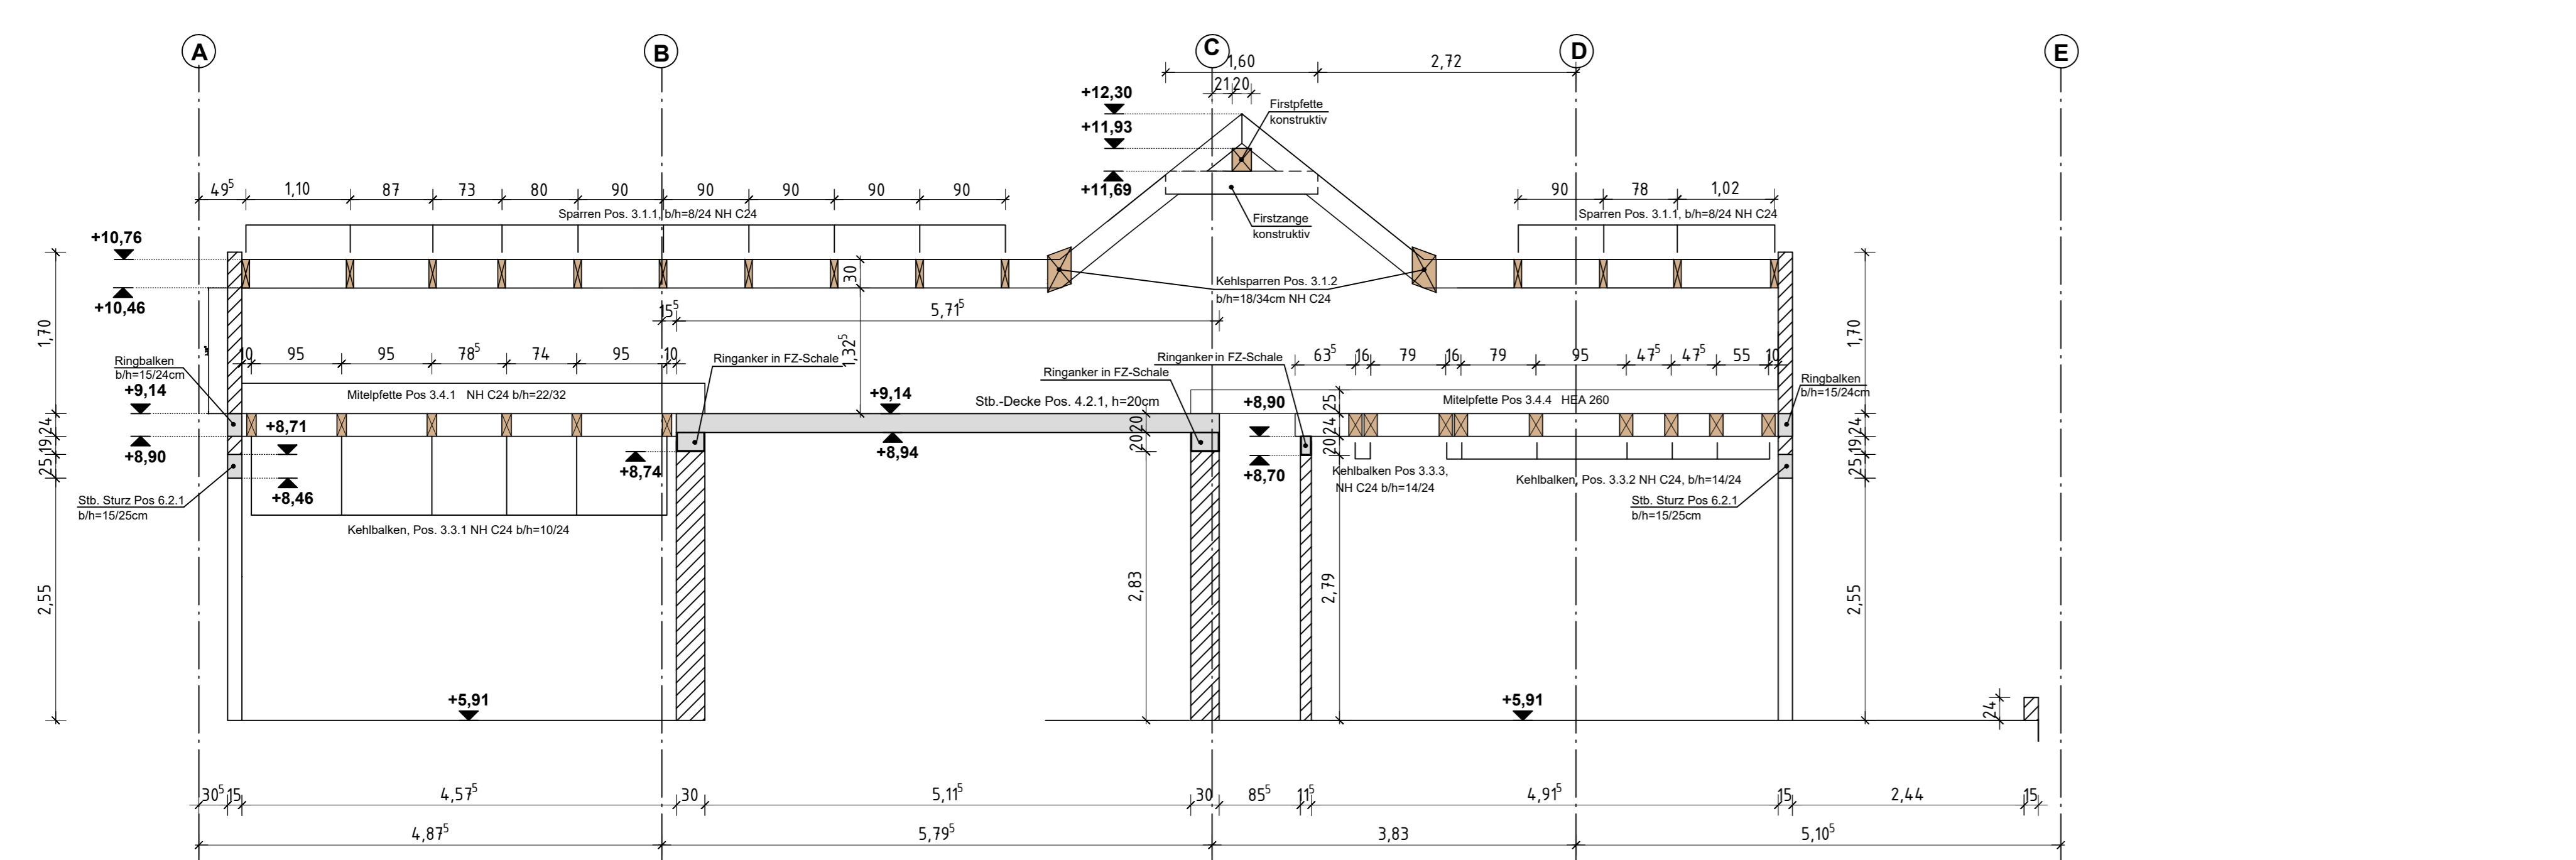 A
B
C
D
E
1,60
2,72
21
20
+12,30
Firstpfette
konstruktiv
+11,93
+11,69
49⁵
1,10
87
73
80
90
90
90
90
90
90
78
1,02
Sparren Pos. 3.1.1, b/h=8/24 NH C24
Sparren Pos. 3.1.1, b/h=8/24 NH C24
Firstzange
konstruktiv
+10,76
+10,46
30
Kehlsparren Pos. 3.1.2
b/h=18/34cm NH C24
15⁵
5,71⁵
1,70
1,32⁵
1,70
Ringbalken
b/h=15/24cm
10
95
95
78⁵
74
95
10
Ringanker in FZ-Schale
Ringanker in FZ-Schale
Ringanker in FZ-Schale
63⁵
16
79
16
79
95
47⁵
47⁵
55
10
Ringbalken
b/h=15/24cm
+9,14
Mitelpfette Pos 3.4.1 NH C24 b/h=22/32
+9,14
Stb.-Decke Pos. 4.2.1, h=20cm
+8,90
25
Mitelpfette Pos 3.4.4 HEA 260
24
19
25
+8,71
20
20
24
20
24
19
25
+8,90
+8,46
+8,74
+8,94
+8,70
Kehlbalken Pos 3.3.3,
NH C24 b/h=14/24
Kehlbalken, Pos. 3.3.2 NH C24, b/h=14/24
Stb. Sturz Pos 6.2.1
b/h=15/25cm
Stb. Sturz Pos 6.2.1
b/h=15/25cm
Kehlbalken, Pos. 3.3.1 NH C24 b/h=10/24
2,55
2,83
2,79
2,55
+5,91
+5,91
24
30⁵
15
4,57⁵
30
5,11⁵
30
85⁵
11⁵
4,91⁵
15
2,44
15
4,87⁵
5,79⁵
3,83
5,10⁵